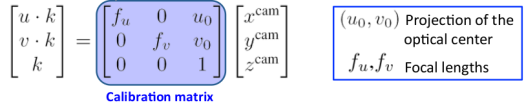 [u · k; v · k; k] = [f_u 0 u_0; 0 f_v v_0; 0 0 1] [x^cam; y^cam; z^cam]
Calibration matrix
(u_0, v_0) Projection of the
optical center
f_u, f_v Focal lengths